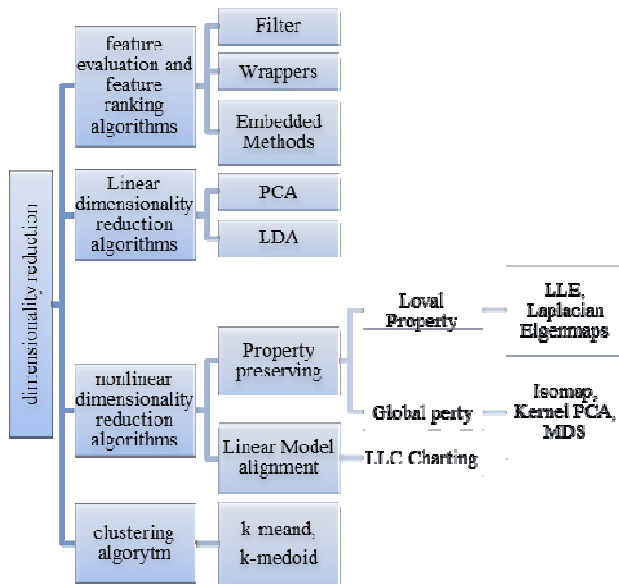 dimensionality reduction
feature
evaluation and
feature
ranking
algorithms
Filter
Wrappers
Embedded
Methods
Linear
dimensionality
reduction
algorithms
PCA
LDA
nonlinear
dimensionality
reduction
algorithms
Property
preserving
Loval
Property
LLE,
Laplacian
Elgenmaps
Global perty
Isomap,
Kernel PCA,
MDS
Linear Model
alignment
LLC Charting
clustering
algorytm
k-meand,
k-medoid